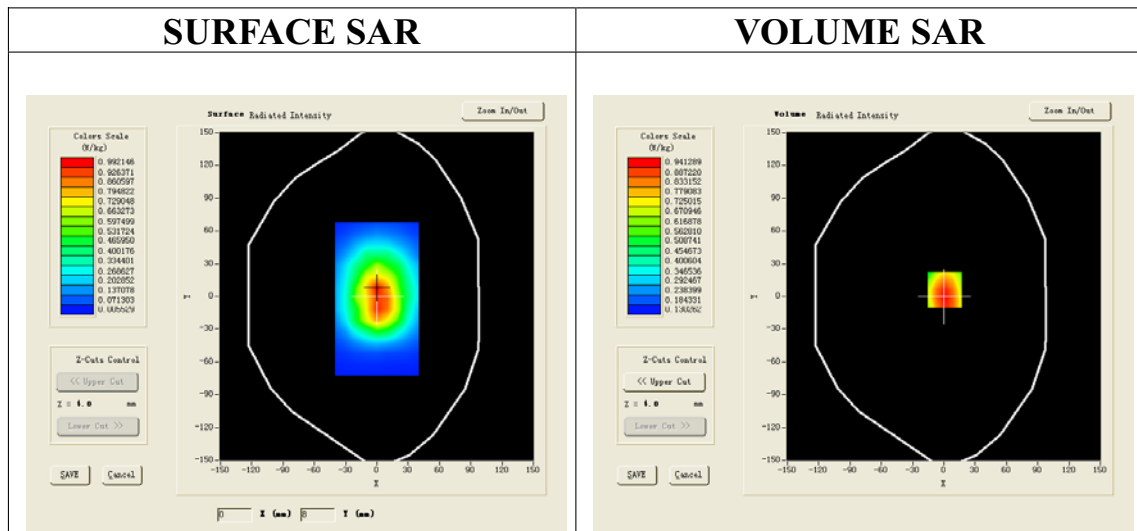 SURFACE SAR
VOLUME SAR
Surface Radiated Intensity
Zoom In/Out
Colors Scale
(W/kg)
0.992146
0.926371
0.860597
0.794822
0.729048
0.663273
0.597499
0.531724
0.465950
0.400176
0.334401
0.268627
0.202852
0.137078
0.071303
0.005529
150
120
90
60
30
0
-30
-60
-90
-120
-150
-150 -120 -90 -60 -30 0 30 60 90 120 150
X
Y
Z-Cuts Control
<< Upper Cut
Z = 4.0 mm
Lower Cut >>
SAVE Cancel
0 X (mm) 8 Y (mm)
Volume Radiated Intensity
Zoom In/Out
Colors Scale
(W/kg)
0.941289
0.887220
0.833152
0.779083
0.725015
0.670946
0.616878
0.562810
0.508741
0.454673
0.400604
0.346536
0.292467
0.238399
0.184331
0.130262
150
120
90
60
30
0
-30
-60
-90
-120
-150
-150 -120 -90 -60 -30 0 30 60 90 120 150
X
Y
Z-Cuts Control
<< Upper Cut
Z = 4.0 mm
Lower Cut >>
SAVE Cancel